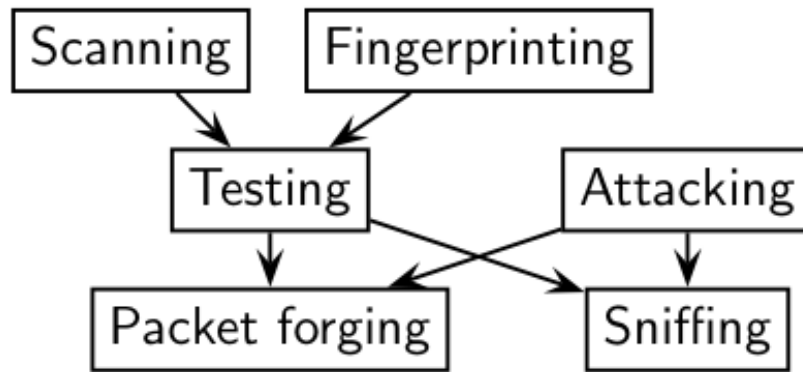 Scanning
Fingerprinting
Testing
Attacking
Packet forging
Sniffing